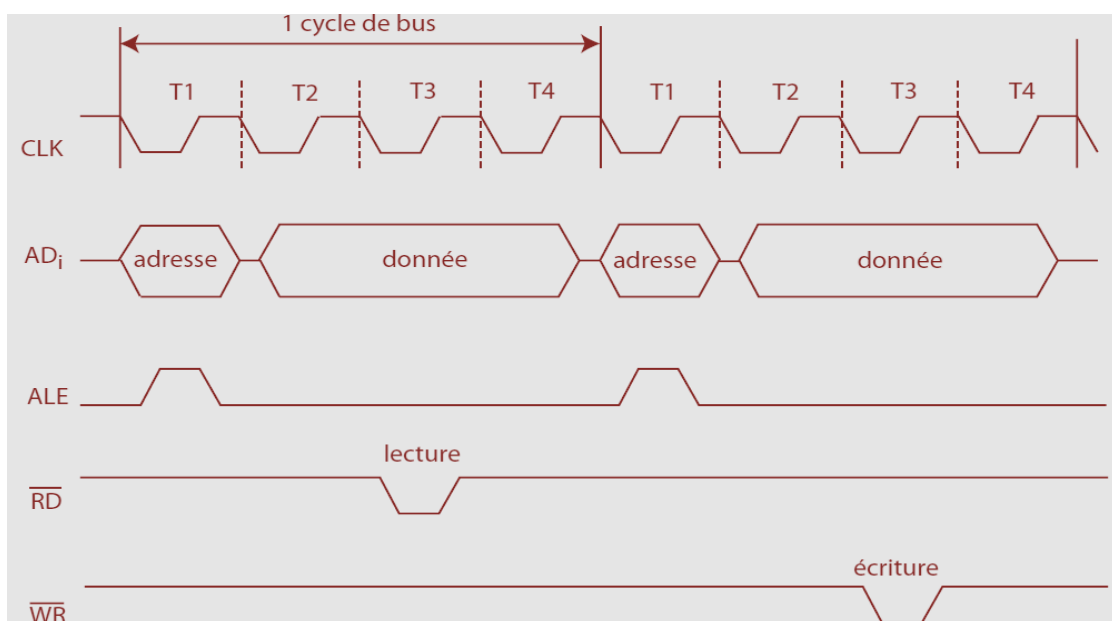 1 cycle de bus
T1 T2 T3 T4 T1 T2 T3 T4
CLK
ADi adresse donnée adresse donnée
ALE
lecture
RD
écriture
WR